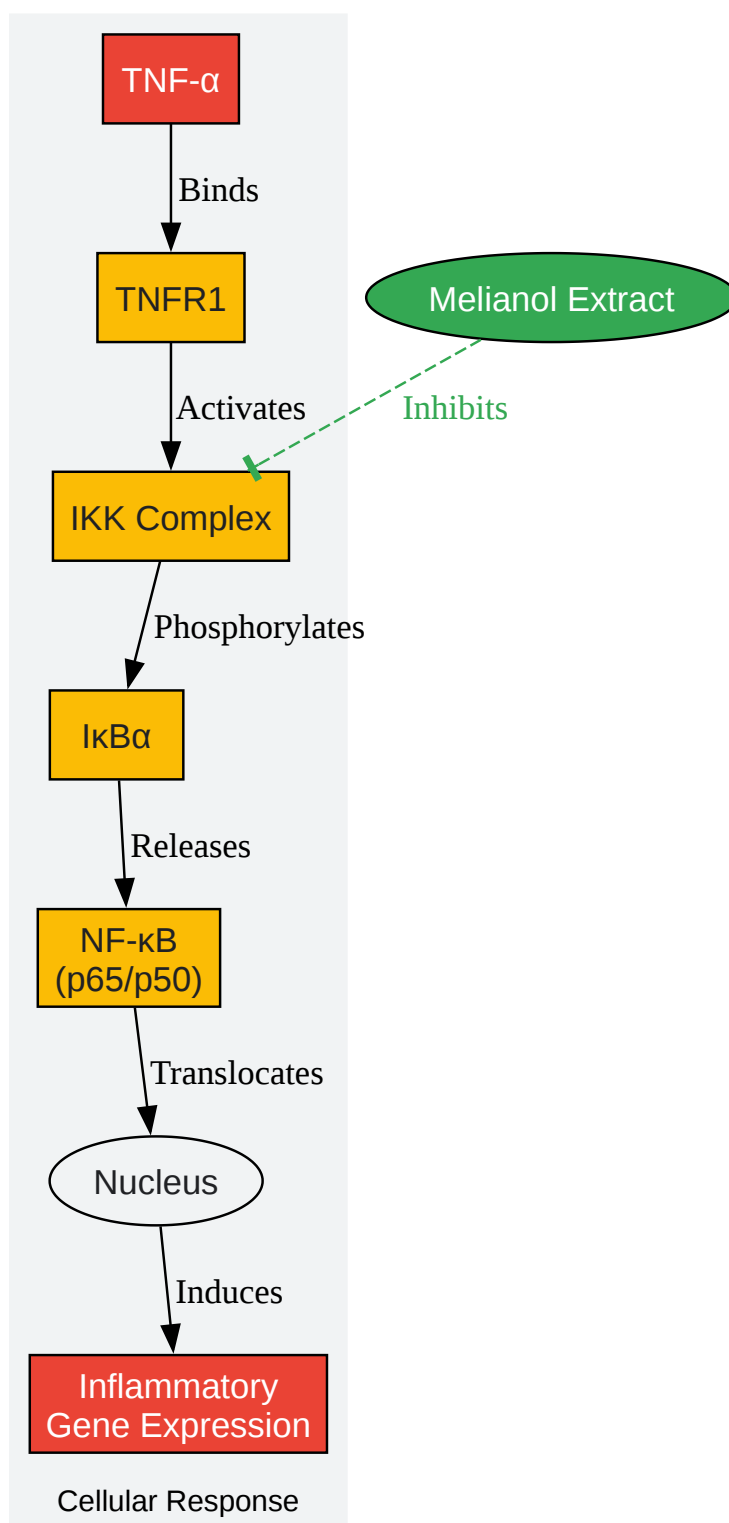 TNF-α
Binds
TNFR1
Melianol Extract
Activates
Inhibits
IKK Complex
Phosphorylates
IκBα
Releases
NF-κB
(p65/p50)
Translocates
Nucleus
Induces
Inflammatory
Gene Expression
Cellular Response